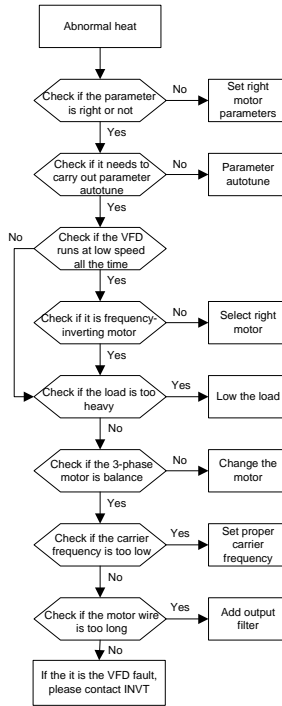 Abnormal heat
Check if the parameter
is right or not
No
Set right
motor
parameters
Yes
Check if it needs to
carry out parameter
autotune
No
Parameter
autotune
Yes
No
Check if the VFD
runs at low speed
all the time
Yes
Check if it is frequency-
inverting motor
No
Select right
motor
Yes
Check if the load is too
heavy
Yes
Low the load
No
Check if the 3-phase
motor is balance
No
Change the
motor
Yes
Check if the carrier
frequency is too low
Yes
Set proper
carrier
frequency
No
Check if the motor wire
is too long
Yes
Add output
filter
No
If the it is the VFD fault,
please contact INVT